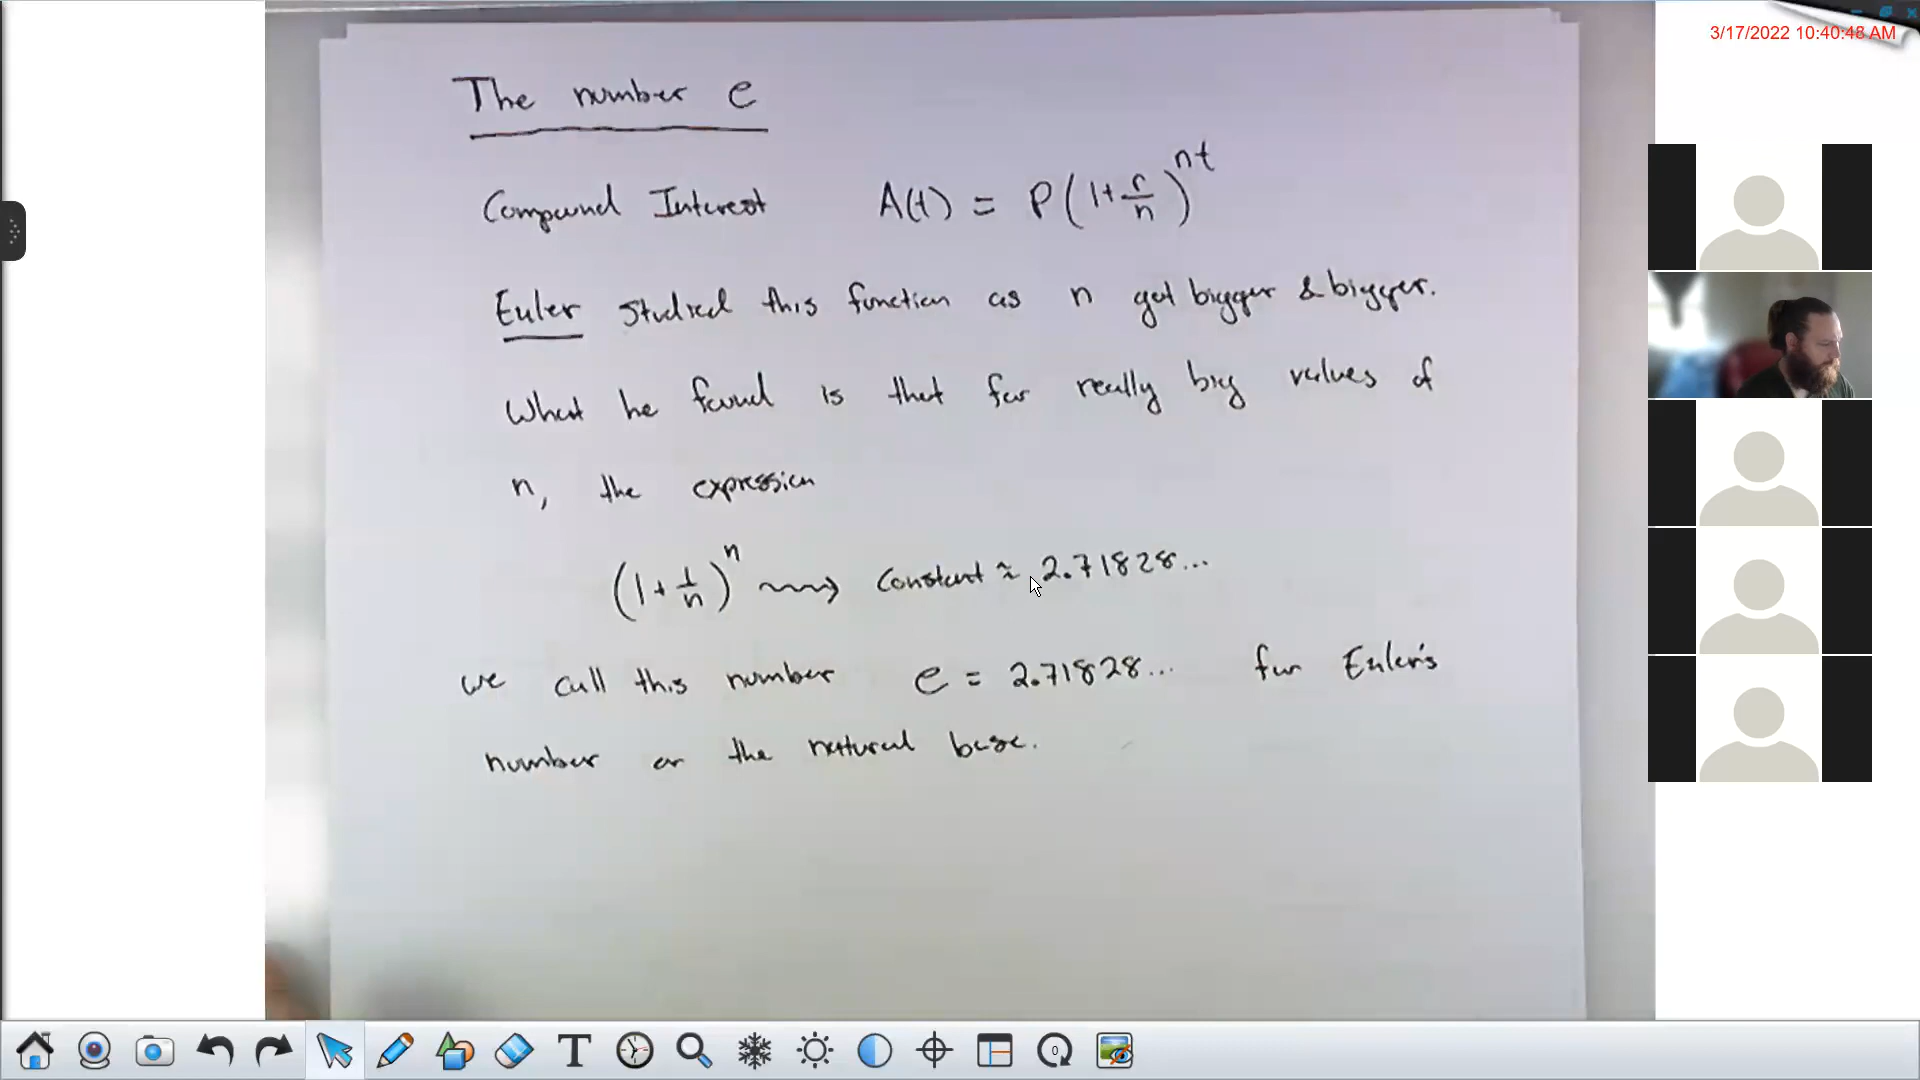 3/17/2022 10:40:48 AM
The number e
Compound Interest A(t) = P(1+r/n)^nt
Euler studied this function as n got bigger & bigger.
What he found is that for really big values of
n, the expression
(1+1/n)^n ⟿ constant ≈ 2.71828...
we call this number e = 2.71828... for Euler's
number or the natural base.
T
0